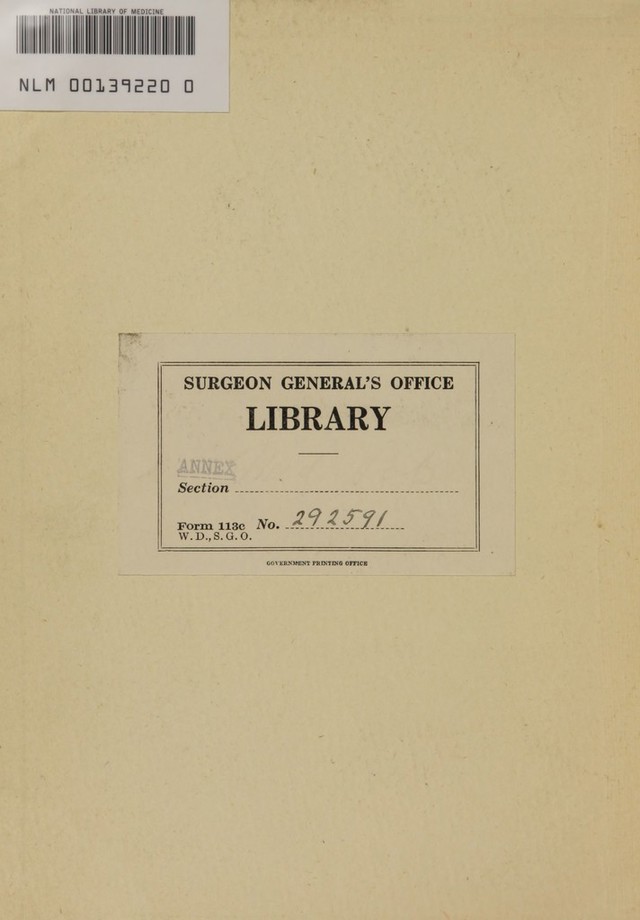 NATIONAL LIBRARY OF MEDICINE
NLM 00139220 0
SURGEON GENERAL'S OFFICE
LIBRARY
ANNEX
Section
Form 113c No. 292591
W. D., S. G. O.
GOVERNMENT PRINTING OFFICE